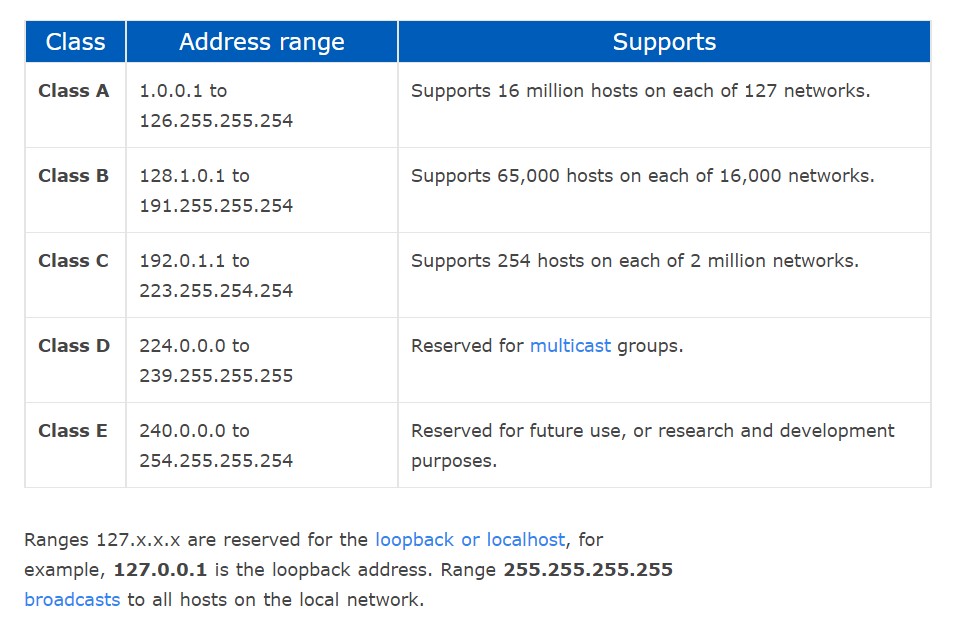 Class Address range Supports
Class A 1.0.0.1 to Supports 16 million hosts on each of 127 networks.
126.255.255.254
Class B 128.1.0.1 to Supports 65,000 hosts on each of 16,000 networks.
191.255.255.254
Class C 192.0.1.1 to Supports 254 hosts on each of 2 million networks.
223.255.254.254
Class D 224.0.0.0 to Reserved for multicast groups.
239.255.255.255
Class E 240.0.0.0 to Reserved for future use, or research and development
254.255.255.254 purposes.
Ranges 127.x.x.x are reserved for the loopback or localhost, for
example, 127.0.0.1 is the loopback address. Range 255.255.255.255
broadcasts to all hosts on the local network.